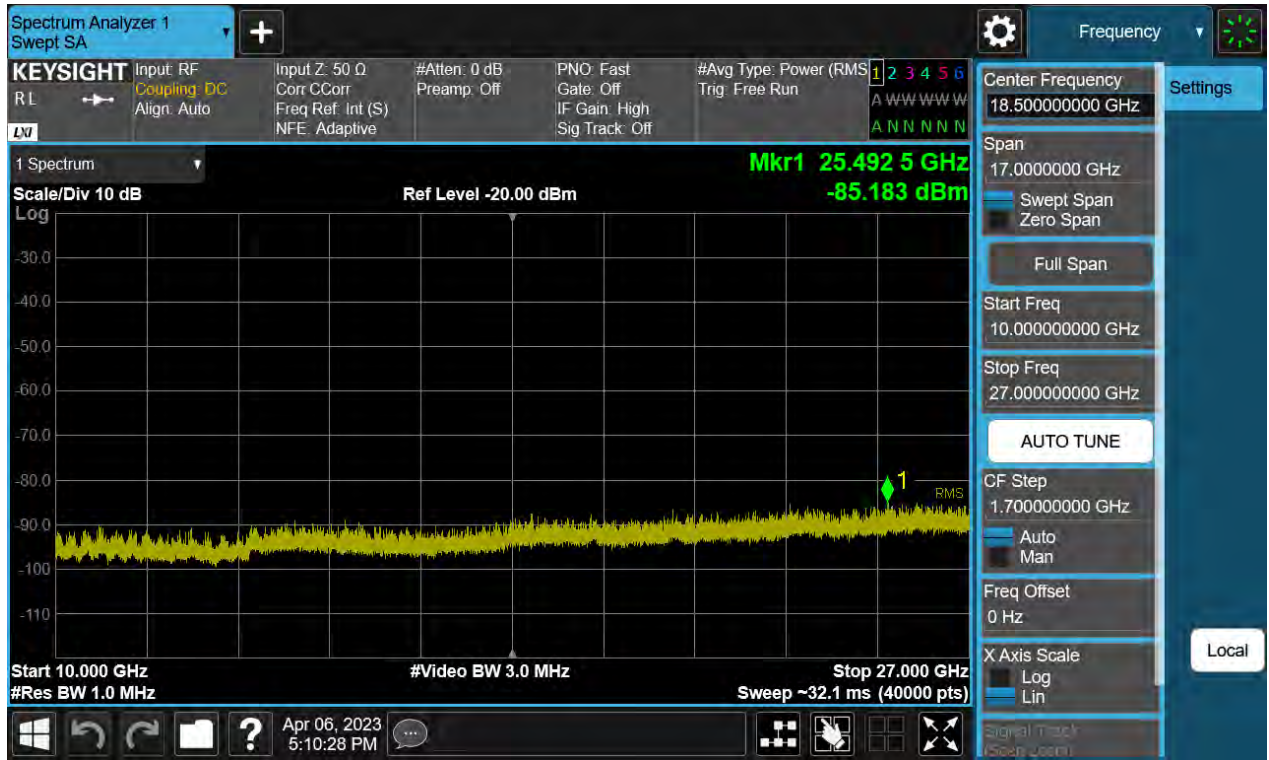 Spectrum Analyzer 1
Swept SA
Frequency
KEYSIGHT
RL
LXI
Input: RF
Coupling: DC
Align: Auto
Input Z: 50 Ω
Corr CCorr
Freq Ref: Int (S)
NFE: Adaptive
#Atten: 0 dB
Preamp: Off
PNO: Fast
Gate: Off
IF Gain: High
Sig Track: Off
#Avg Type: Power (RMS
Trig: Free Run
1 2 3 4 5 6
A W W W W W
A N N N N N
1 Spectrum
Scale/Div 10 dB
Log
Ref Level -20.00 dBm
Mkr1 25.492 5 GHz
-85.183 dBm
-30.0
-40.0
-50.0
-60.0
-70.0
-80.0
-90.0
-100
-110
1
RMS
Start 10.000 GHz
#Res BW 1.0 MHz
#Video BW 3.0 MHz
Stop 27.000 GHz
Sweep ~32.1 ms (40000 pts)
Center Frequency
18.500000000 GHz
Settings
Span
17.0000000 GHz
Swept Span
Zero Span
Full Span
Start Freq
10.000000000 GHz
Stop Freq
27.000000000 GHz
AUTO TUNE
CF Step
1.700000000 GHz
Auto
Man
Freq Offset
0 Hz
X Axis Scale
Log
Lin
Signal Track
(Span Zoom)
Local
?
Apr 06, 2023
5:10:28 PM